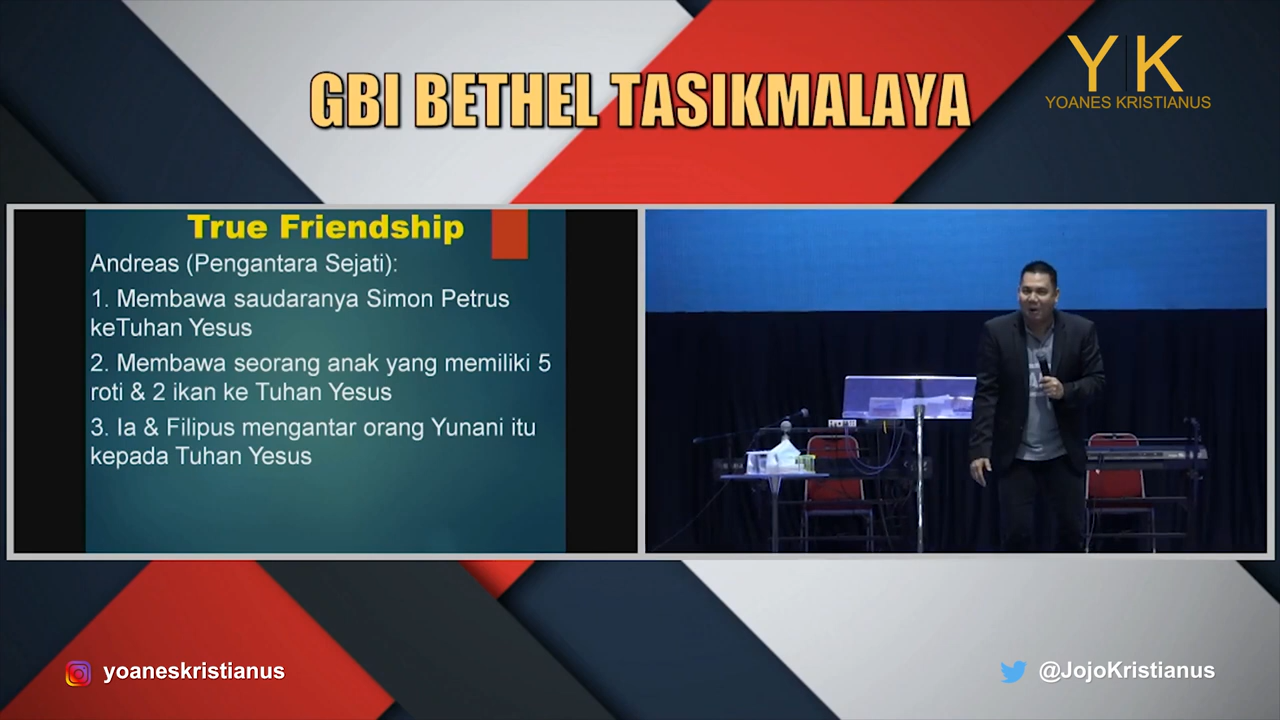 GBI BETHEL TASIKMALAYA
Y K
YOANES KRISTIANUS
True Friendship
Andreas (Pengantara Sejati):
1. Membawa saudaranya Simon Petrus
keTuhan Yesus
2. Membawa seorang anak yang memiliki 5
roti & 2 ikan ke Tuhan Yesus
3. Ia & Filipus mengantar orang Yunani itu
kepada Tuhan Yesus
yoaneskristianus
@JojoKristianus